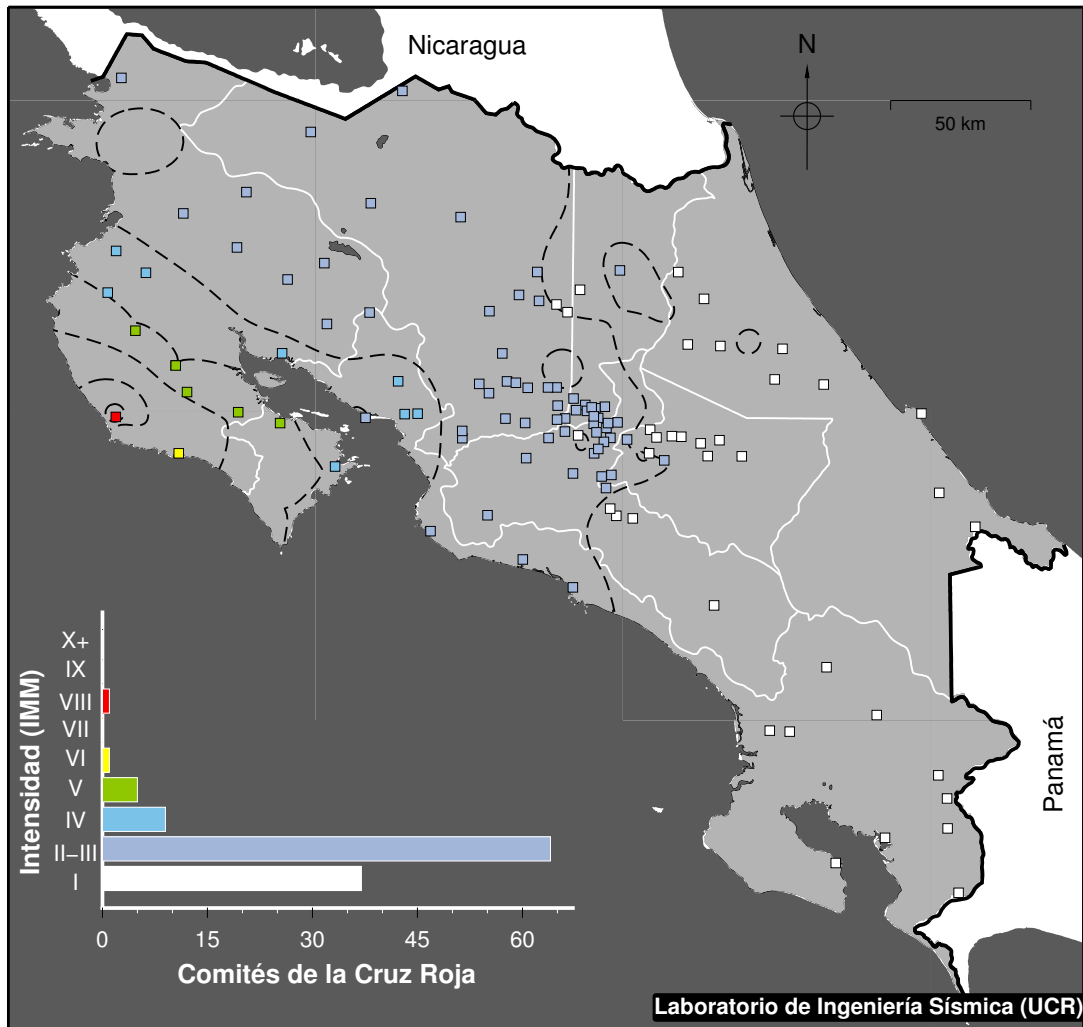 Nicaragua
N
50 km
Panamá
Intensidad (IMM)
X+
IX
VIII
VII
VI
V
IV
II−III
I
0 15 30 45 60
Comités de la Cruz Roja
Laboratorio de Ingeniería Sísmica (UCR)